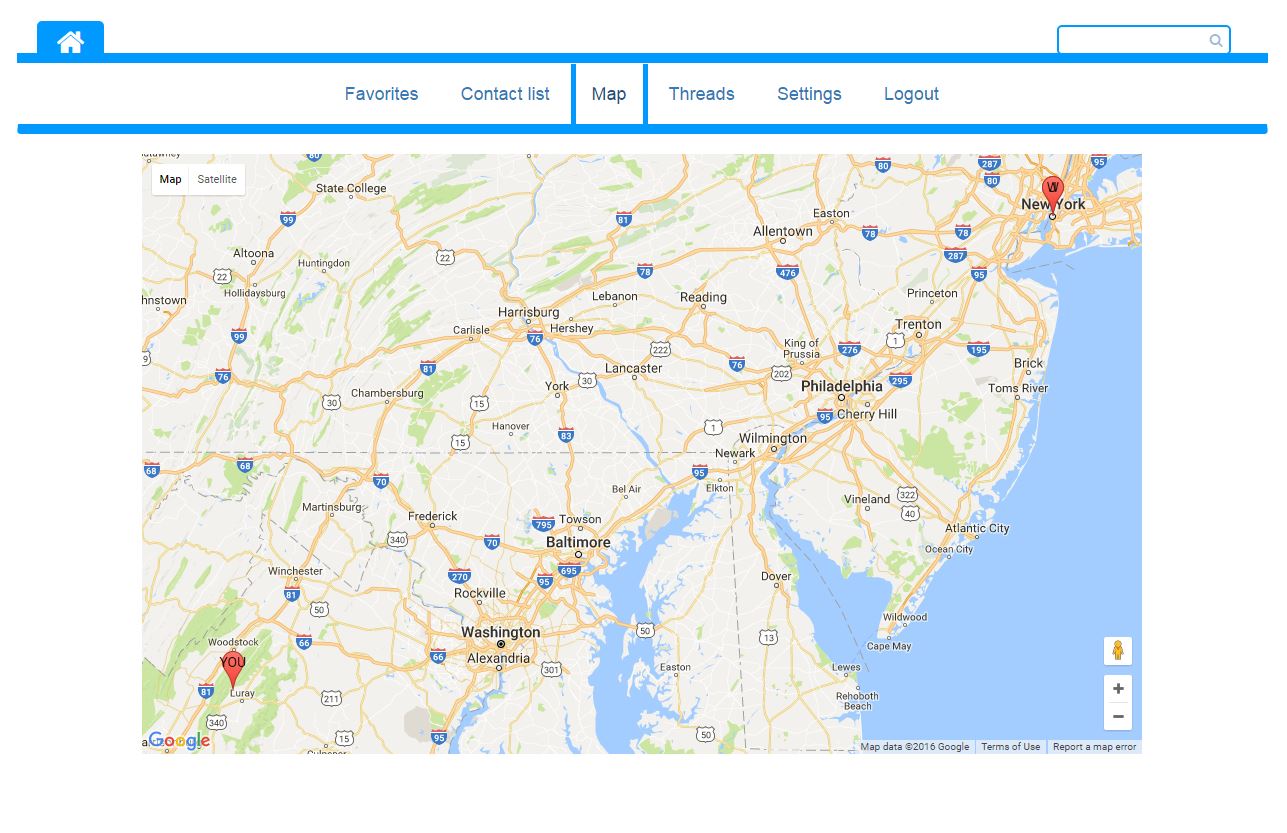 Favorites Contact list Map Threads Settings Logout
Map Satellite
80
80
287
95
State College
80
New York
99
81
Easton
Allentown
78
78
Altoona
22
287
Huntingdon
22
78
476
95
Hollidaysburg
Lebanon
Reading
Princeton
hnstown
Harrisburg
Carlisle
Hershey
Trenton
99
76
1
King of
Prussia
222
276
195
9
76
Brick
81
Lancaster
202
76
295
York
30
Philadelphia
Toms River
Chambersburg
30
15
95
Cherry Hill
Hanover
83
1
15
Wilmington
Newark
68
68
70
95
Elkton
Bel Air
Vineland
322
Martinsburg
40
Frederick
795
Towson
Atlantic City
340
70
Baltimore
Ocean City
Winchester
270
95
695
Dover
81
Rockville
50
Wildwood
Washington
50
13
Woodstock
66
66
Alexandria
Cape May
YOU
301
Easton
Lewes
81
Luray
211
Rehoboth
Beach
340
Google
15
95
50
Culpeper
Map data ©2016 Google Terms of Use Report a map error